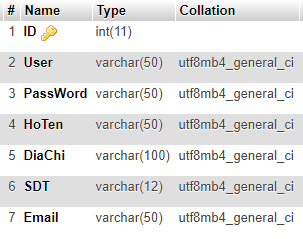 # Name Type Collation
1 ID int(11)
2 User varchar(50) utf8mb4_general_ci
3 PassWord varchar(50) utf8mb4_general_ci
4 HoTen varchar(50) utf8mb4_general_ci
5 DiaChi varchar(100) utf8mb4_general_ci
6 SDT varchar(12) utf8mb4_general_ci
7 Email varchar(50) utf8mb4_general_ci